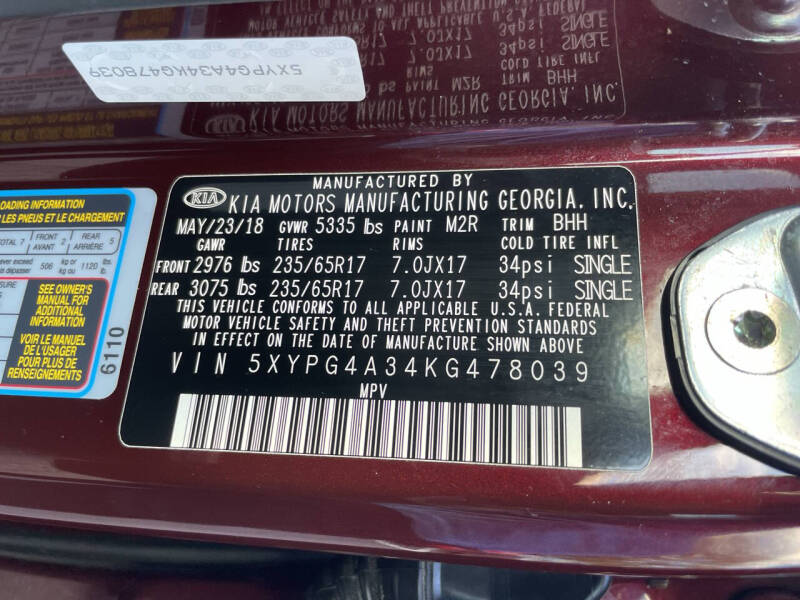 5XYPG4A34KG478039
MANUFACTURED BY
KIA KIA MOTORS MANUFACTURING GEORGIA, INC.
MAY/23/18 GVWR 5335 lbs PAINT M2R TRIM BHH
GAWR TIRES RIMS COLD TIRE INFL
FRONT 2976 lbs 235/65R17 7.0JX17 34psi SINGLE
REAR 3075 lbs 235/65R17 7.0JX17 34psi SINGLE
THIS VEHICLE CONFORMS TO ALL APPLICABLE U.S.A. FEDERAL
MOTOR VEHICLE SAFETY AND THEFT PREVENTION STANDARDS
IN EFFECT ON THE DATE OF MANUFACTURE SHOWN ABOVE
VIN 5XYPG4A34KG478039
MPV
LOADING INFORMATION
LES PNEUS ET LE CHARGEMENT
TOTAL 7 FRONT AVANT 2 REAR ARRIÈRE 5
never exceed 506 kg or kg ou 1120 lbs.
SEE OWNER'S
MANUAL FOR
ADDITIONAL
INFORMATION
VOIR LE MANUEL
DE L'USAGER
POUR PLUS DE
RENSEIGNEMENTS
6110